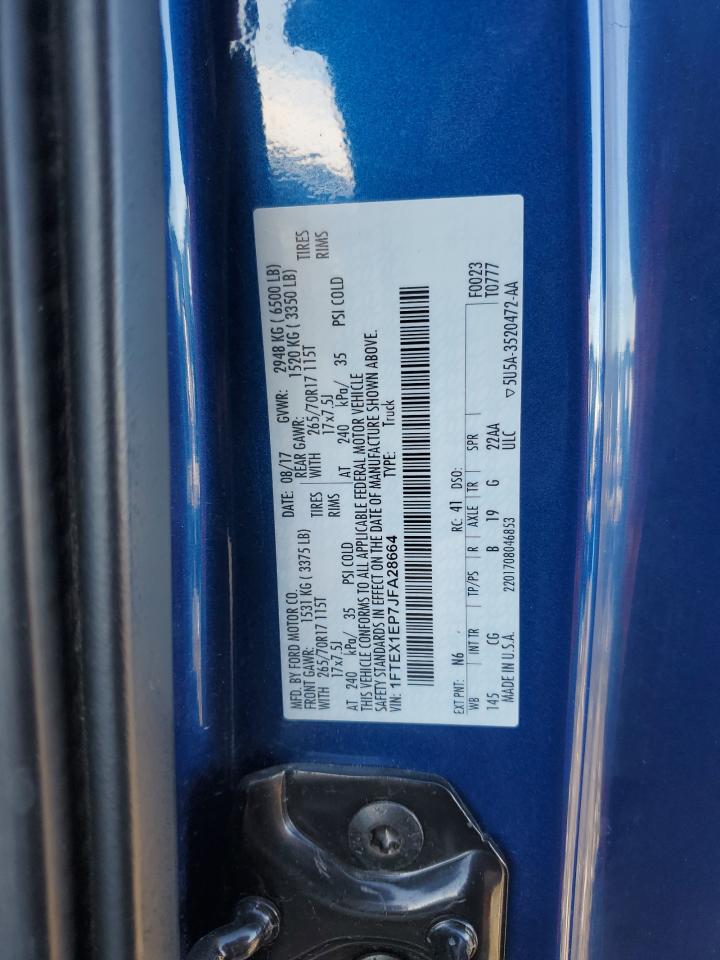 MFD. BY FORD MOTOR CO.
DATE: 08/17 GVWR: 2948 KG ( 6500 LB)
FRONT GAWR: 1531 KG ( 3375 LB) REAR GAWR: 1520 KG ( 3350 LB)
WITH 265/70R17 115T TIRES WITH 265/70R17 115T TIRES
17x7.5J RIMS 17x7.5J RIMS
AT 240 kPa/ 35 PSI COLD AT 240 kPa/ 35 PSI COLD
THIS VEHICLE CONFORMS TO ALL APPLICABLE FEDERAL MOTOR VEHICLE
SAFETY STANDARDS IN EFFECT ON THE DATE OF MANUFACTURE SHOWN ABOVE.
VIN: 1FTEX1EP7JFA28664 TYPE: Truck
EXT PNT: N6 RC: 41 DSO:
WB INT TR TP/PS R AXLE TR SPR F0023
145 CG B 19 G 22AA T0777
MADE IN U.S.A. 2201708046853 ULC ▽5U5A-3520472-AA